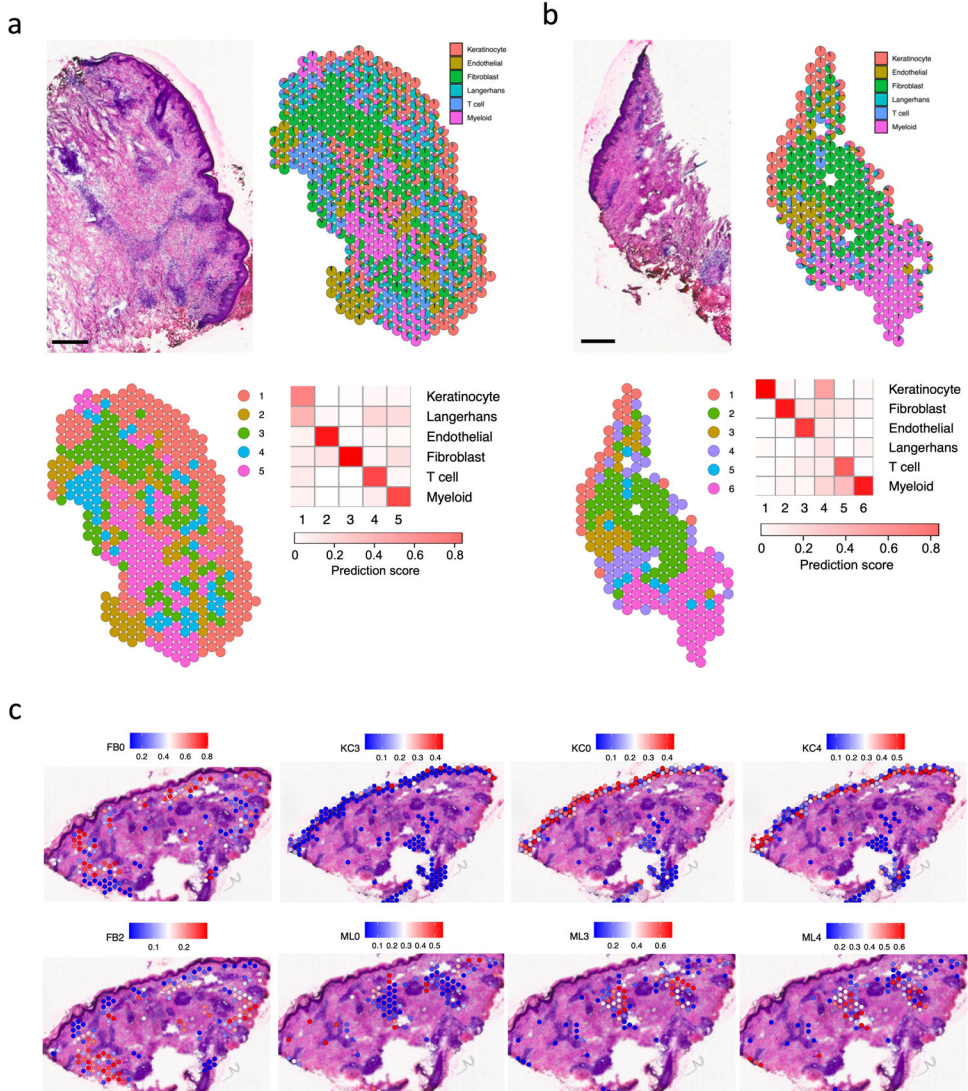 a
Keratinocyte
Endothelial
Fibroblast
Langerhans
T cell
Myeloid
1
2
3
4
5
Keratinocyte
Langerhans
Endothelial
Fibroblast
T cell
Myeloid
1 2 3 4 5
0 0.2 0.4 0.6 0.8
Prediction score
b
Keratinocyte
Endothelial
Fibroblast
Langerhans
T cell
Myeloid
1
2
3
4
5
6
Keratinocyte
Fibroblast
Endothelial
Langerhans
T cell
Myeloid
1 2 3 4 5 6
0 0.2 0.4 0.6 0.8
Prediction score
c
FB0 0.2 0.4 0.6 0.8
KC3 0.1 0.2 0.3 0.4
KC0 0.1 0.2 0.3 0.4
KC4 0.1 0.2 0.3 0.4 0.5
FB2 0.1 0.2
ML0 0.1 0.2 0.3 0.4 0.5
ML3 0.2 0.4 0.6
ML4 0.2 0.3 0.4 0.5 0.6